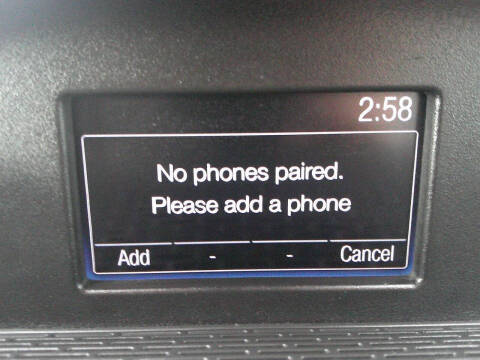 2:58
No phones paired.
Please add a phone
Add - - Cancel